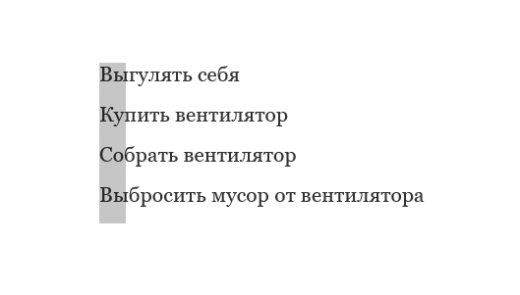 Выгулять себя
Купить вентилятор
Собрать вентилятор
Выбросить мусор от вентилятора